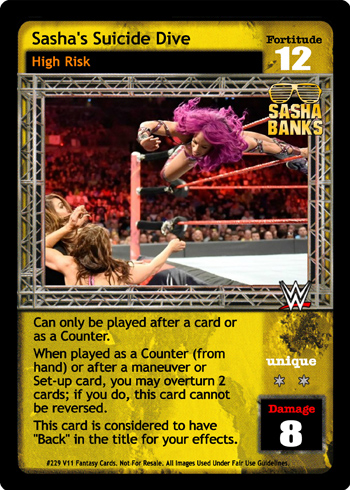 Sasha's Suicide Dive
Fortitude
High Risk
12
SASHA
BANKS
W
Can only be played after a card or
as a Counter.
When played as a Counter (from
hand) or after a maneuver or
Set-up card, you may overturn 2
cards; if you do, this card cannot
be reversed.
This card is considered to have
"Back" in the title for your effects.
unique
Damage
8
#229 V11 Fantasy Cards. Not For Resale. All Images Used Under Fair Use Guidelines.